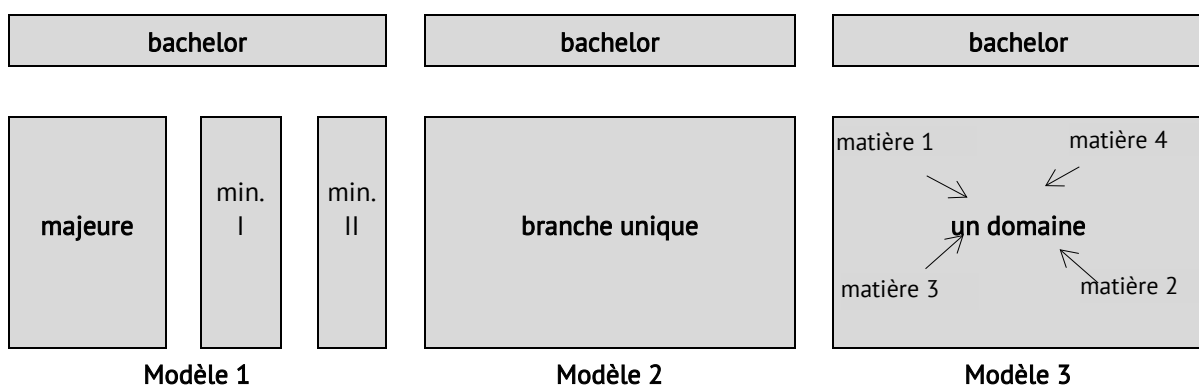 bachelor
majeure
min.
I
min.
II
Modèle 1
bachelor
branche unique
Modèle 2
bachelor
matière 1
matière 4
un domaine
matière 3
matière 2
Modèle 3